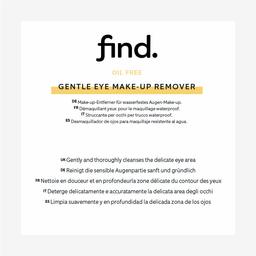 find.
OIL FREE
GENTLE EYE MAKE-UP REMOVER
DE Make-up-Entferner für wasserfestes Augen-Make-up.
FR Démaquillant yeux pour le maquillage waterproof.
IT Struccante per occhi per trucco waterproof.
ES Desmaquillador de ojos para maquillaje resistente al agua.
UK Gently and thoroughly cleanses the delicate eye area
DE Reinigt die sensible Augenpartie sanft und gründlich
FR Nettoie en douceur et en profondeur la zone délicate du contour des yeux
IT Deterge delicatamente e accuratamente la delicata area degli occhi
ES Limpia suavemente y en profundidad la delicada zona de los ojos